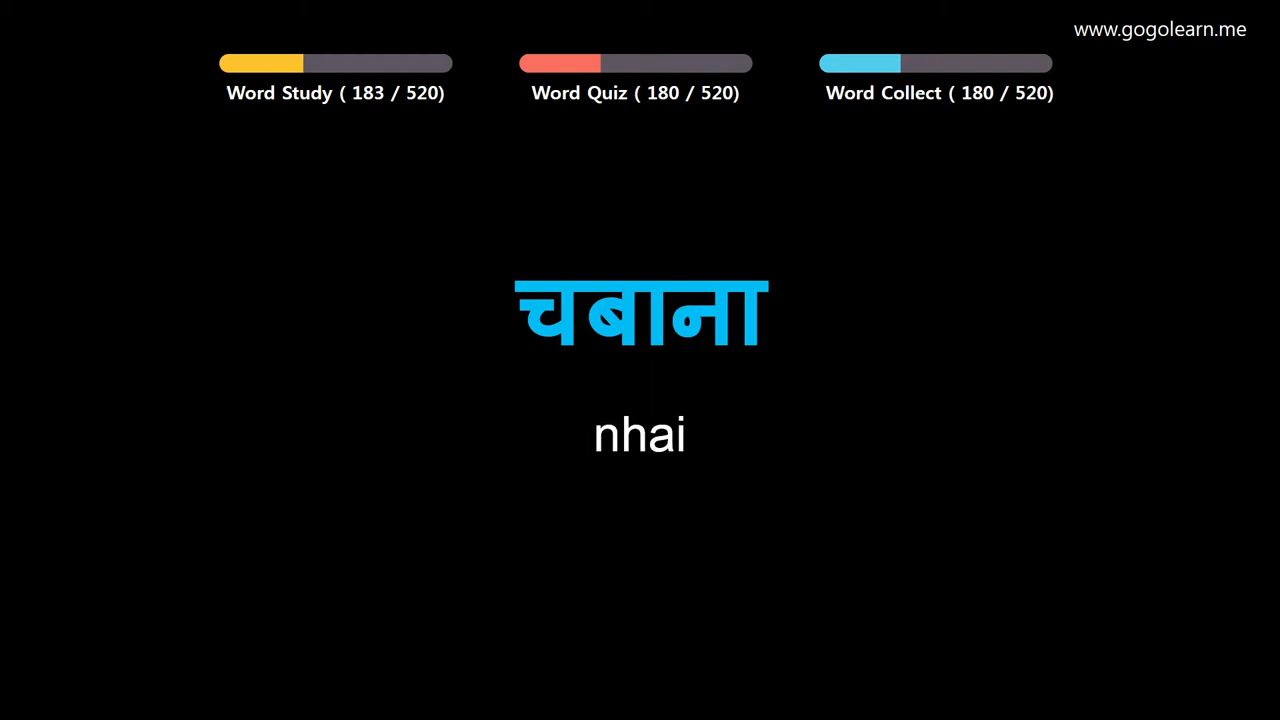 www.gogolearn.me
Word Study ( 183 / 520)
Word Quiz ( 180 / 520)
Word Collect ( 180 / 520)
चबाना
nhai